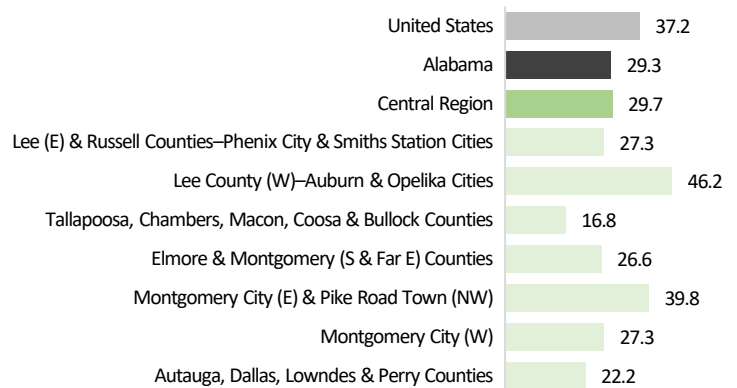 United States 37.2
Alabama 29.3
Central Region 29.7
Lee (E) & Russell Counties–Phenix City & Smiths Station Cities 27.3
Lee County (W)–Auburn & Opelika Cities 46.2
Tallapoosa, Chambers, Macon, Coosa & Bullock Counties 16.8
Elmore & Montgomery (S & Far E) Counties 26.6
Montgomery City (E) & Pike Road Town (NW) 39.8
Montgomery City (W) 27.3
Autauga, Dallas, Lowndes & Perry Counties 22.2